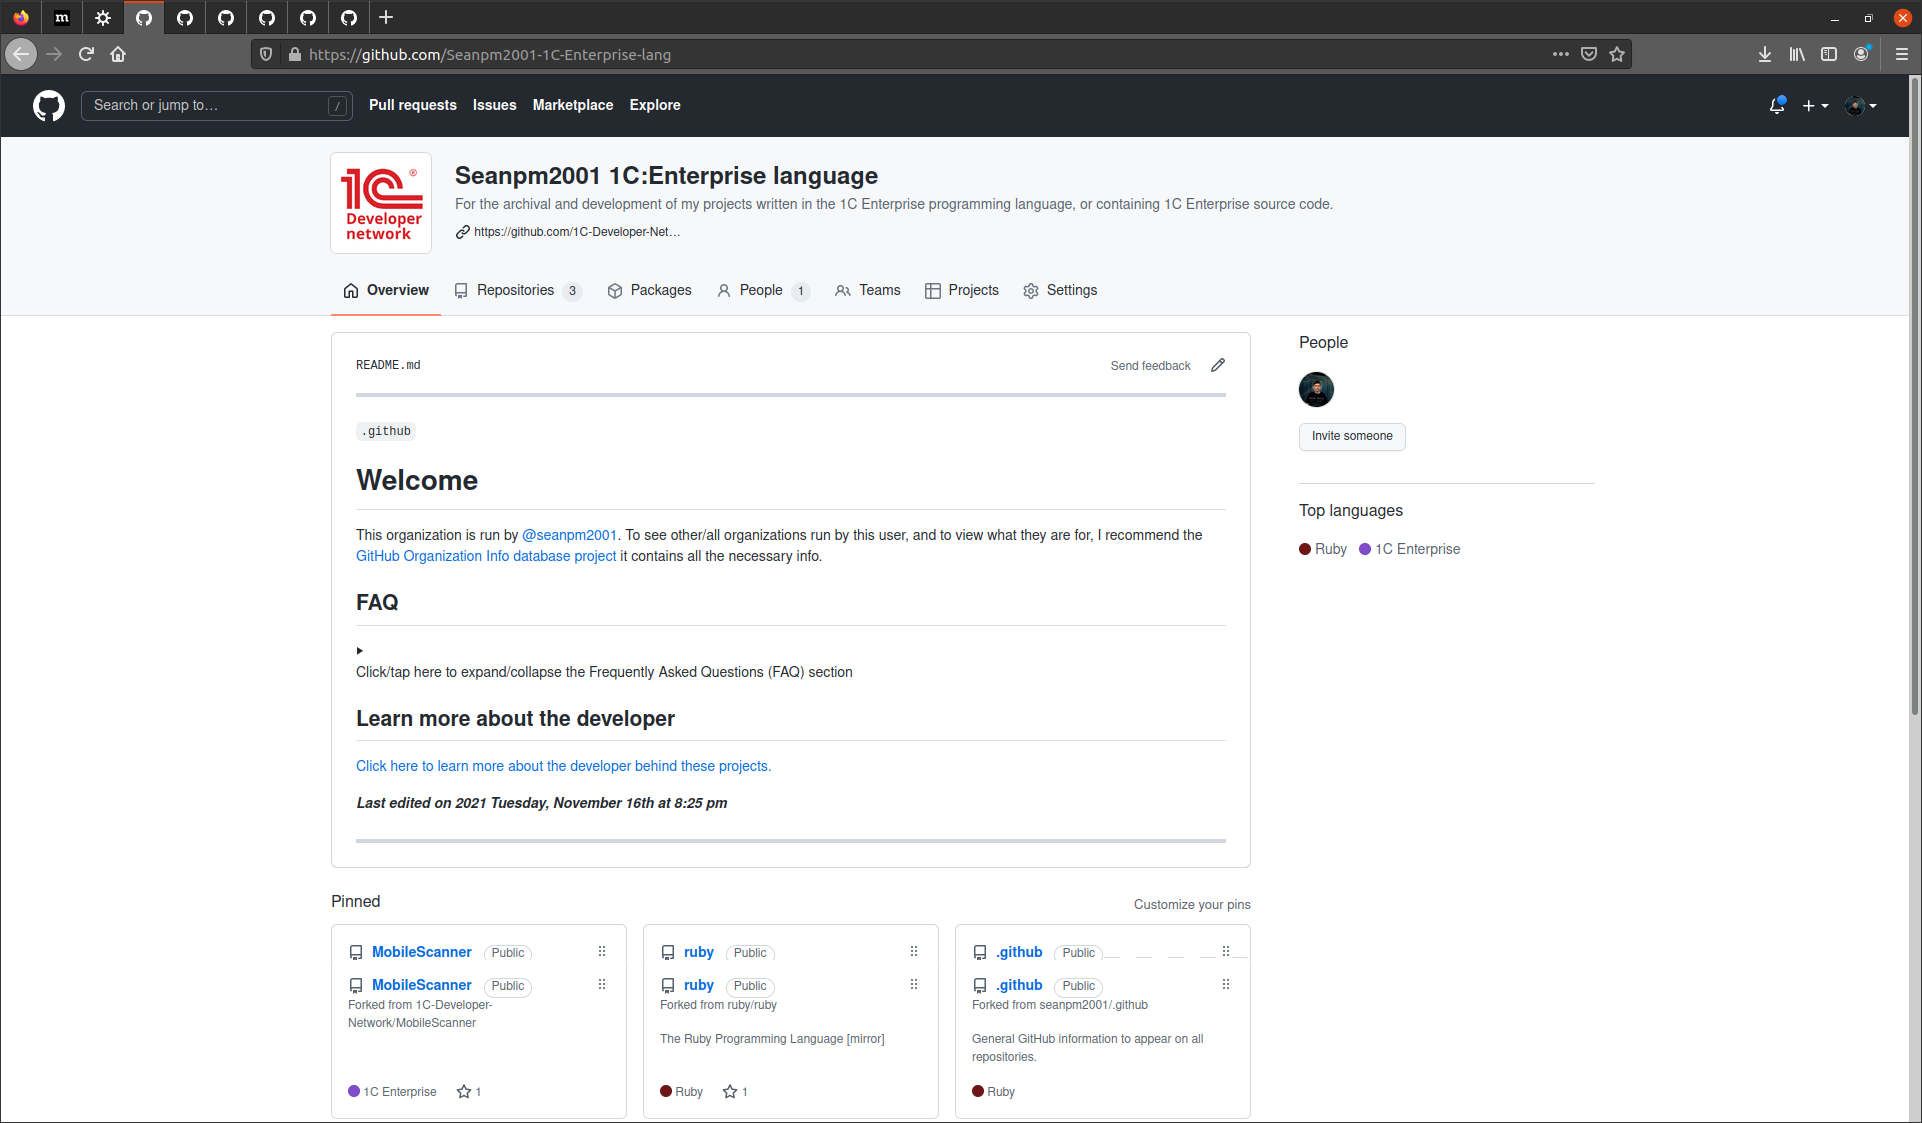 https://github.com/Seanpm2001-1C-Enterprise-lang
Search or jump to…
/
Pull requests
Issues
Marketplace
Explore
1C ®
Developer
network
Seanpm2001 1C:Enterprise language
For the archival and development of my projects written in the 1C Enterprise programming language, or containing 1C Enterprise source code.
https://github.com/1C-Developer-Net…
Overview
Repositories 3
Packages
People 1
Teams
Projects
Settings
README.md
Send feedback
.github
Welcome
This organization is run by @seanpm2001. To see other/all organizations run by this user, and to view what they are for, I recommend the
GitHub Organization Info database project it contains all the necessary info.
FAQ
Click/tap here to expand/collapse the Frequently Asked Questions (FAQ) section
Learn more about the developer
Click here to learn more about the developer behind these projects.
Last edited on 2021 Tuesday, November 16th at 8:25 pm
People
Invite someone
Top languages
Ruby
1C Enterprise
Pinned
Customize your pins
MobileScanner Public
MobileScanner Public
Forked from 1C-Developer-
Network/MobileScanner
1C Enterprise
1
ruby Public
ruby Public
Forked from ruby/ruby
The Ruby Programming Language [mirror]
Ruby
1
.github Public
.github Public
Forked from seanpm2001/.github
General GitHub information to appear on all
repositories.
Ruby